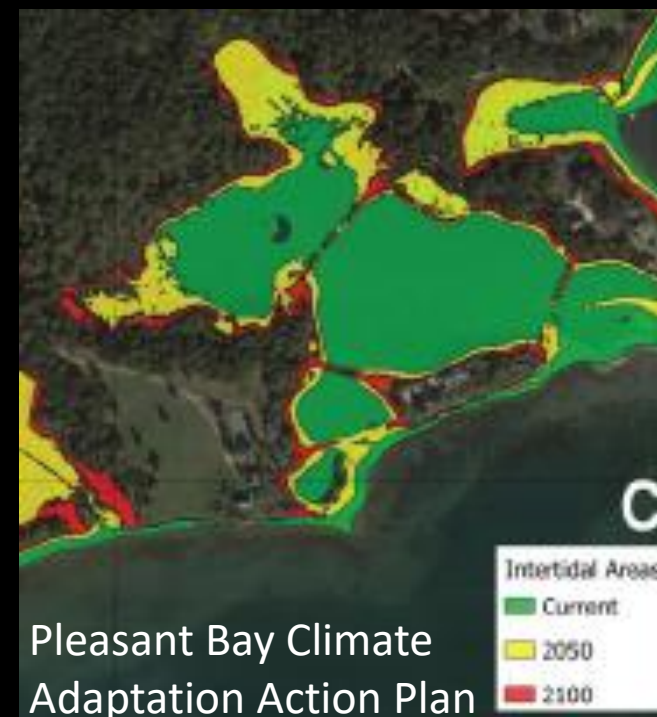 C
Intertidal Areas
Current
2050
2100
Pleasant Bay Climate
Adaptation Action Plan